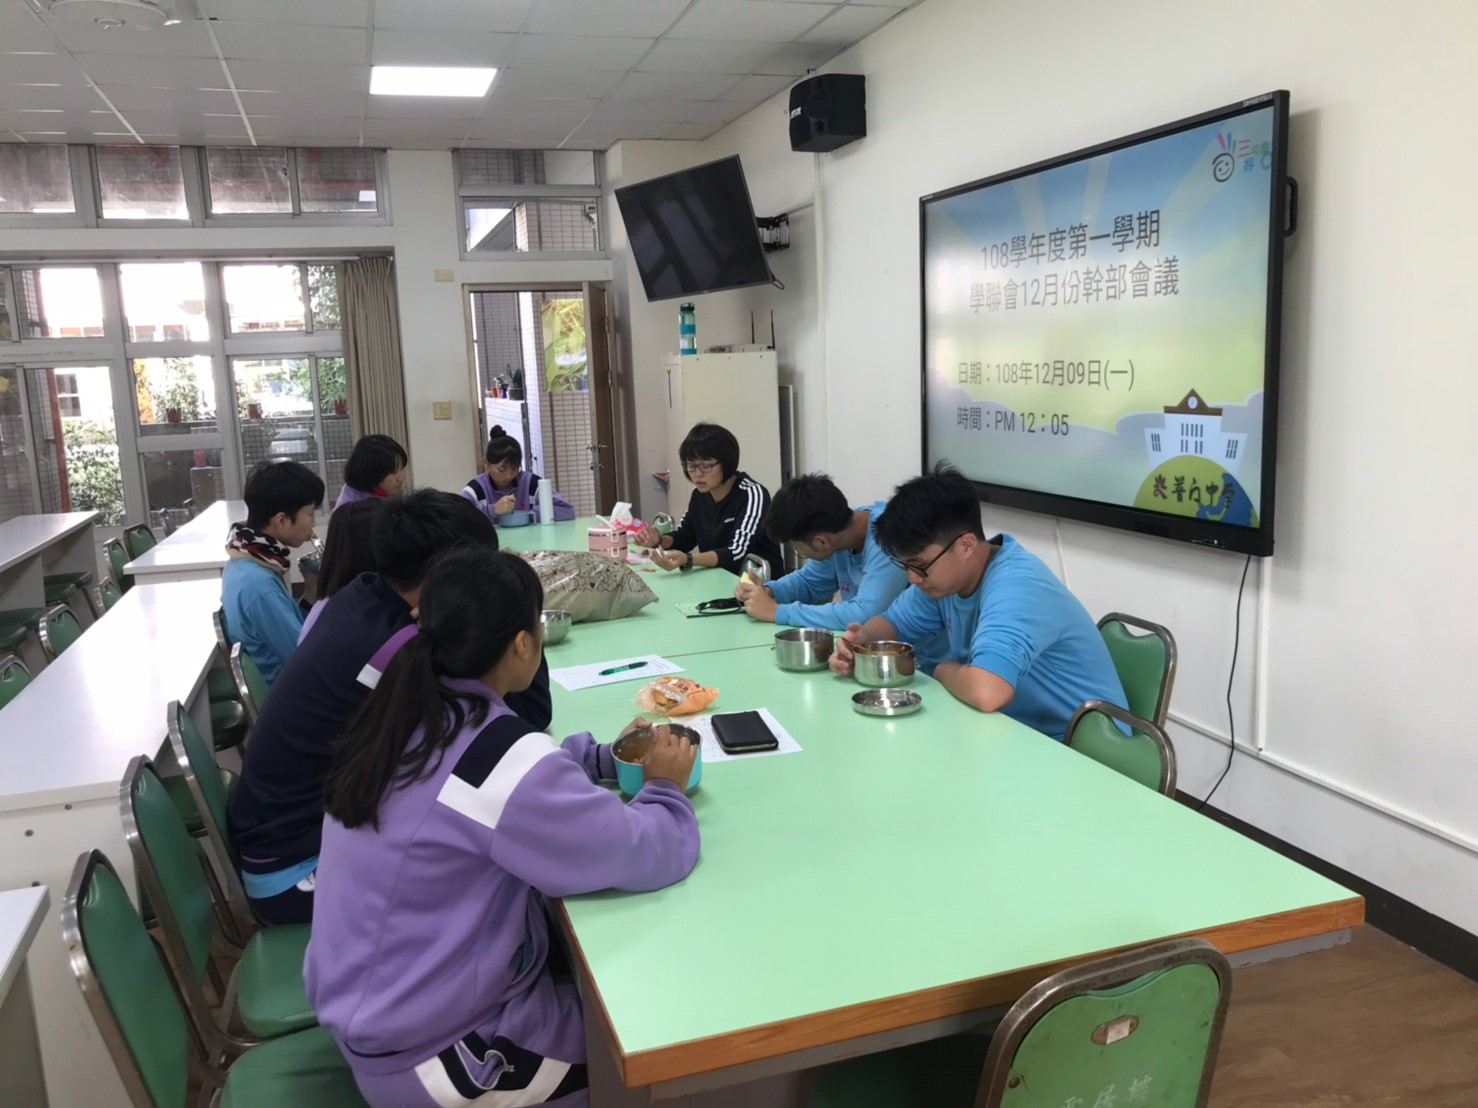 108學年度第一學期
學聯會12月份幹部會議
日期：108年12月09日(一)
時間：PM 12：05